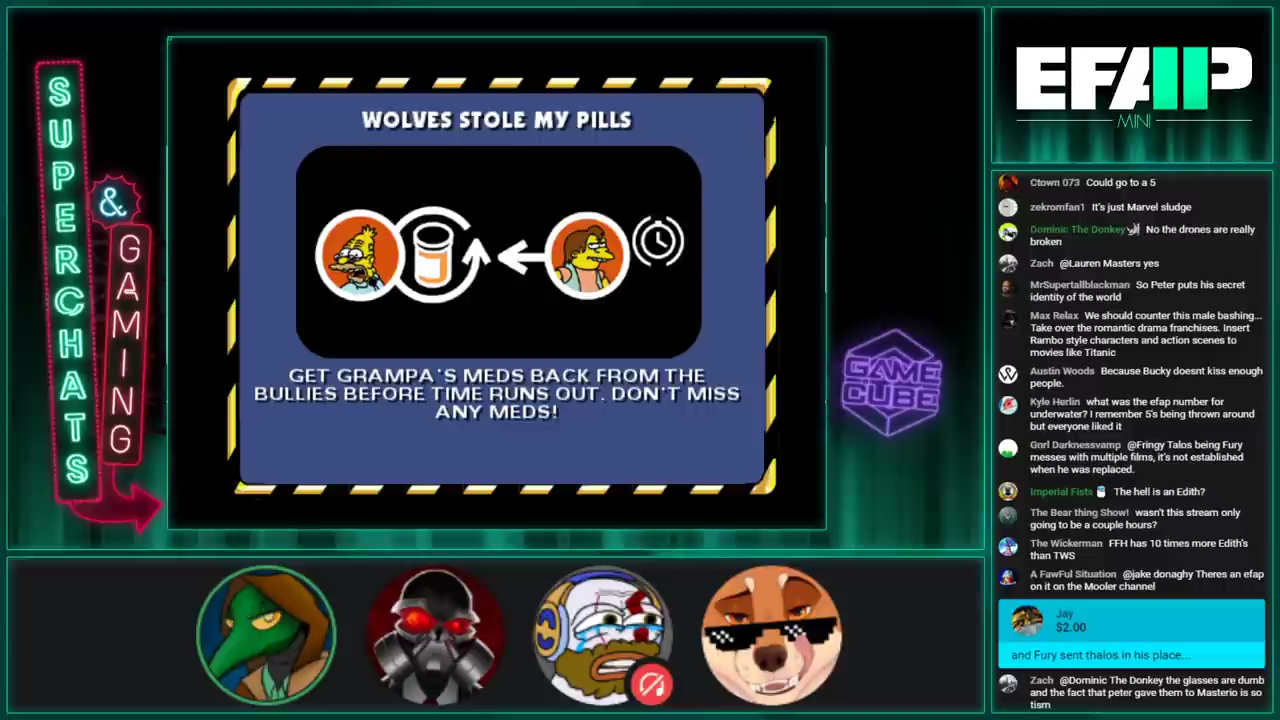 SUPERCHATS
&
GAMING
WOLVES STOLE MY PILLS
GET GRAMPA'S MEDS BACK FROM THE
BULLIES BEFORE TIME RUNS OUT. DON'T MISS
ANY MEDS!
GAME
CUBE
EFAP
MINI
Ctown 073 Could go to a 5
zekromfan1 It's just Marvel sludge
Dominic The Donkey No the drones are really
broken
Zach @Lauren Masters yes
MrSupertallblackman So Peter puts his secret
identity of the world
Max Relax We should counter this male bashing...
Take over the romantic drama franchises. Insert
Rambo style characters and action scenes to
movies like Titanic
Austin Woods Because Bucky doesnt kiss enough
people.
Kyle Herlin what was the efap number for
underwater? I remember 5's being thrown around
but everyone liked it
Gnrl Darknessvamp @Fringy Talos being Fury
messes with multiple films, it's not established
when he was replaced.
Imperial Fists The hell is an Edith?
The Bear thing Show! wasn't this stream only
going to be a couple hours?
The Wickerman FFH has 10 times more Edith's
than TWS
A FawFul Situation @jake donaghy Theres an efap
on it on the Mooler channel
Jay
$2.00
and Fury sent thalos in his place...
Zach @Dominic The Donkey the glasses are dumb
and the fact that peter gave them to Masterio is so
tism